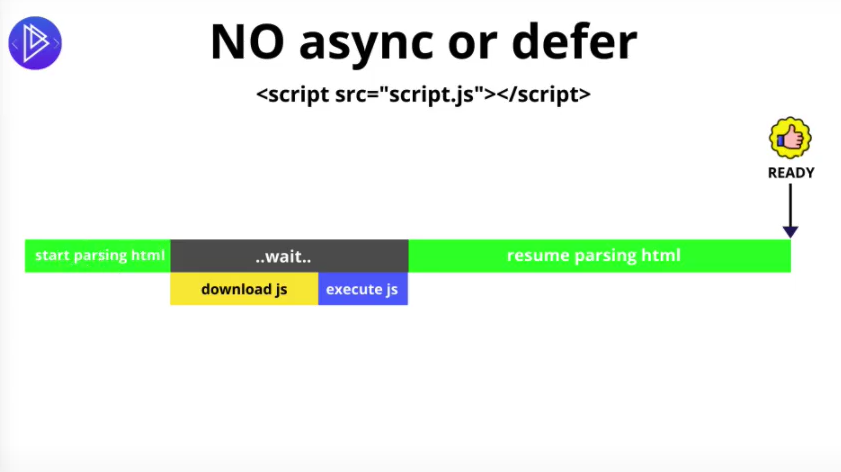 NO async or defer
<script src="script.js"></script>
READY
start parsing html
..wait..
resume parsing html
download js
execute js